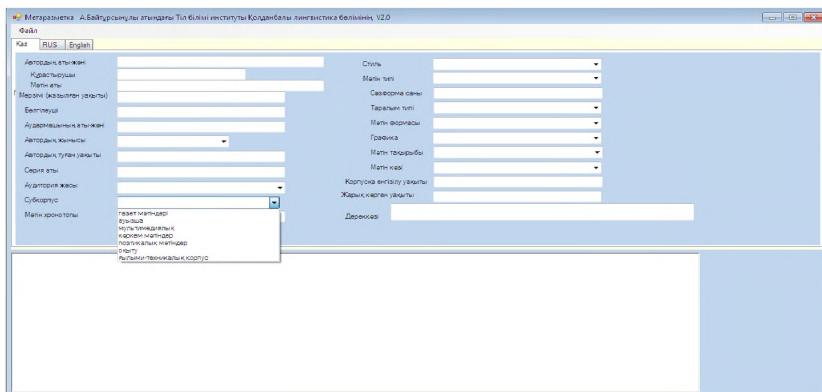 Метаразметка А.Байтұрсынұлы атындағы Тіл білімі институты Қолданбалы лингвистика бөлімінің V2.0
Файл
Каз RUS English
Автордың аты-жөні
Құрастырушы
Мәтін аты
Мерзімі (жазылған уақыты)
Белгілеуші
Аудармашының аты-жөні
Автордың жынысы
Автордың туған уақыты
Серия аты
Аудитория жасы
Субкорпус
Мәтін хронотопы
газет мәтіндері
ауызша
мультимедиялық
көркем мәтіндер
поэтикалық мәтіндер
оқыту
ғылыми-техникалық корпус
Стиль
Мәтін типі
Сөзформа саны
Таралым типі
Мәтін формасы
Графика
Мәтін тақырыбы
Мәтін көзі
Корпусқа енгізілу уақыты
Жарық көрген уақыты
Дереккөзі